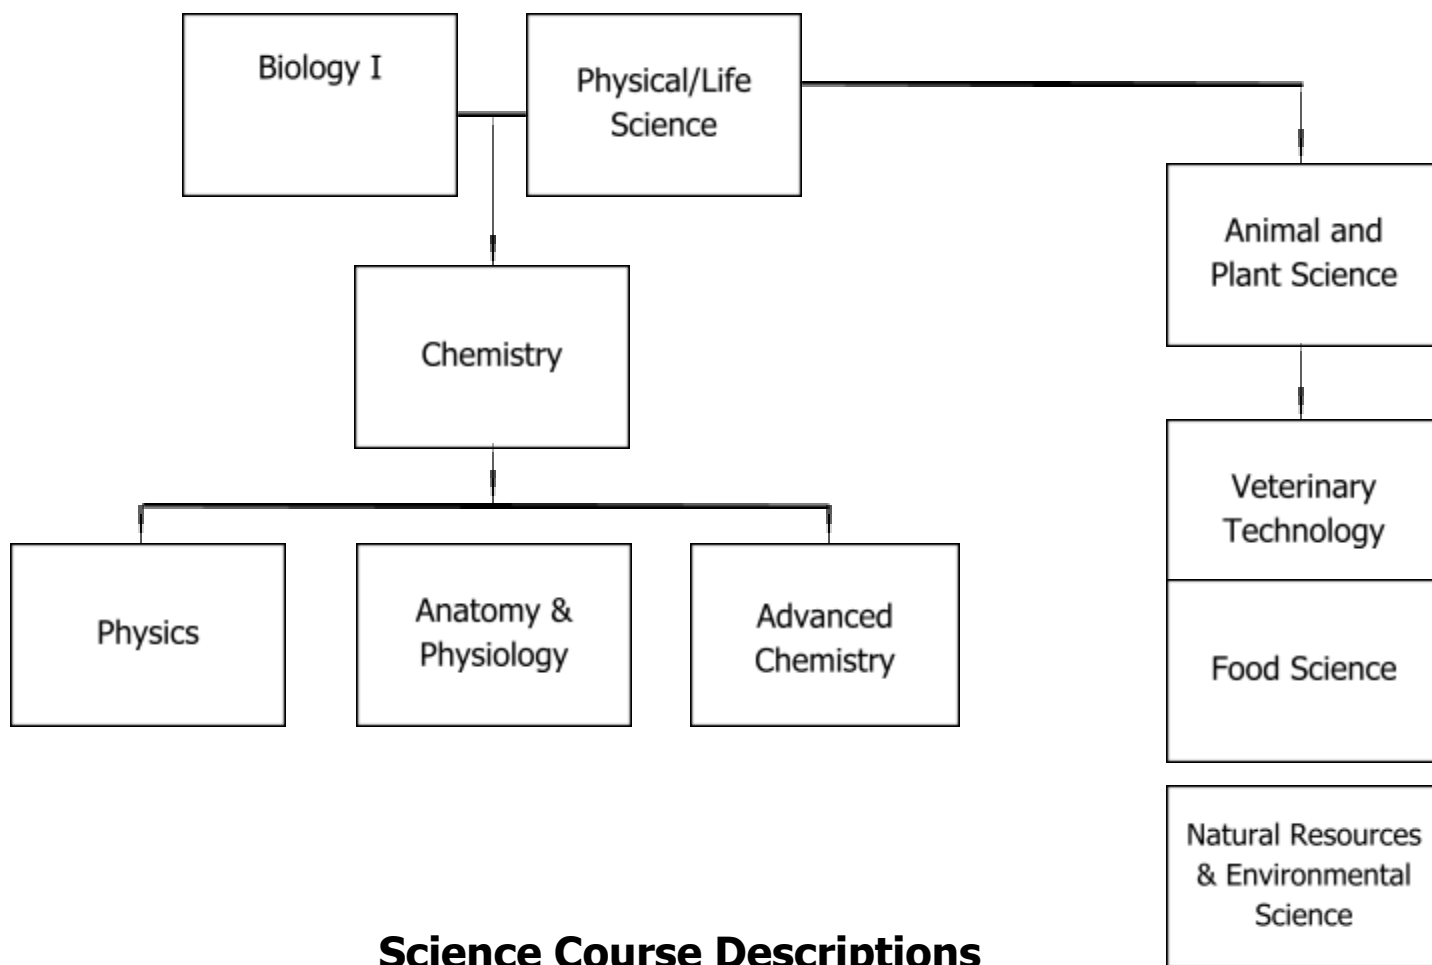 Biology I
Physical/Life
Science
Animal and
Plant Science
Chemistry
Veterinary
Technology
Physics
Anatomy &
Physiology
Advanced
Chemistry
Food Science
Natural Resources
& Environmental
Science
Science Course Descriptions